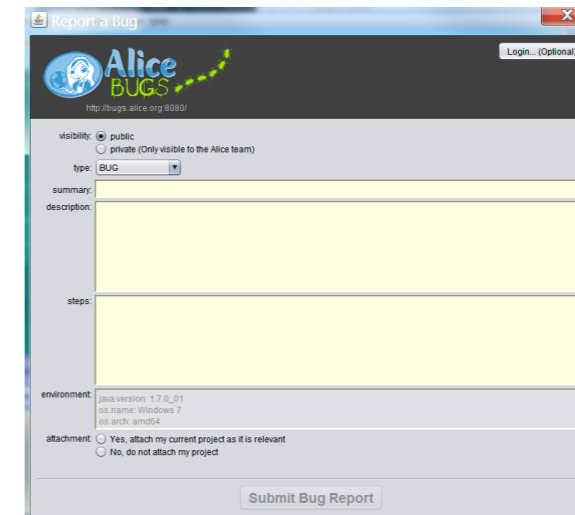 Report a Bug
Login... (Optional)
Alice
BUGS
http://bugs.alice.org:8080/
visibility: public
private (Only visible to the Alice team)
type: BUG
summary:
description:
steps:
environment: java.version: 1.7.0_01
os.name: Windows 7
os.arch: amd64
attachment: Yes, attach my current project as it is relevant
No, do not attach my project
Submit Bug Report